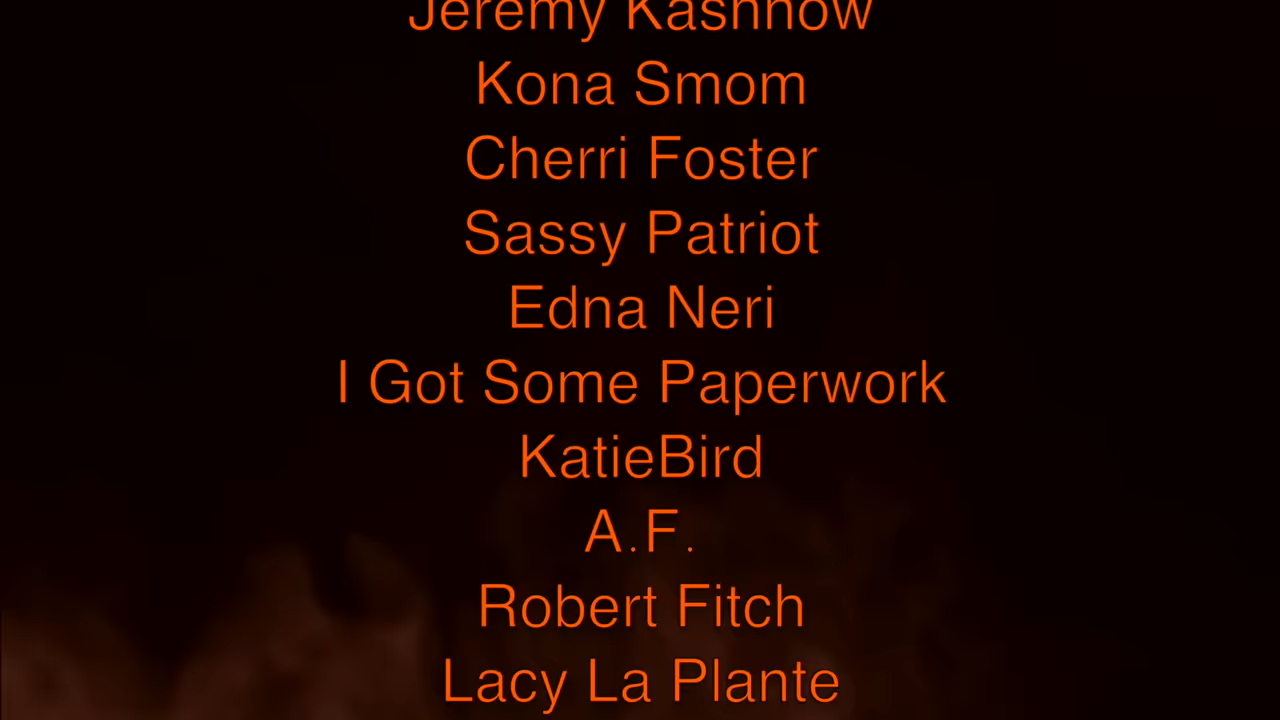 Jeremy Kashnow
Kona Smom
Cherri Foster
Sassy Patriot
Edna Neri
I Got Some Paperwork
KatieBird
A.F.
Robert Fitch
Lacy La Plante